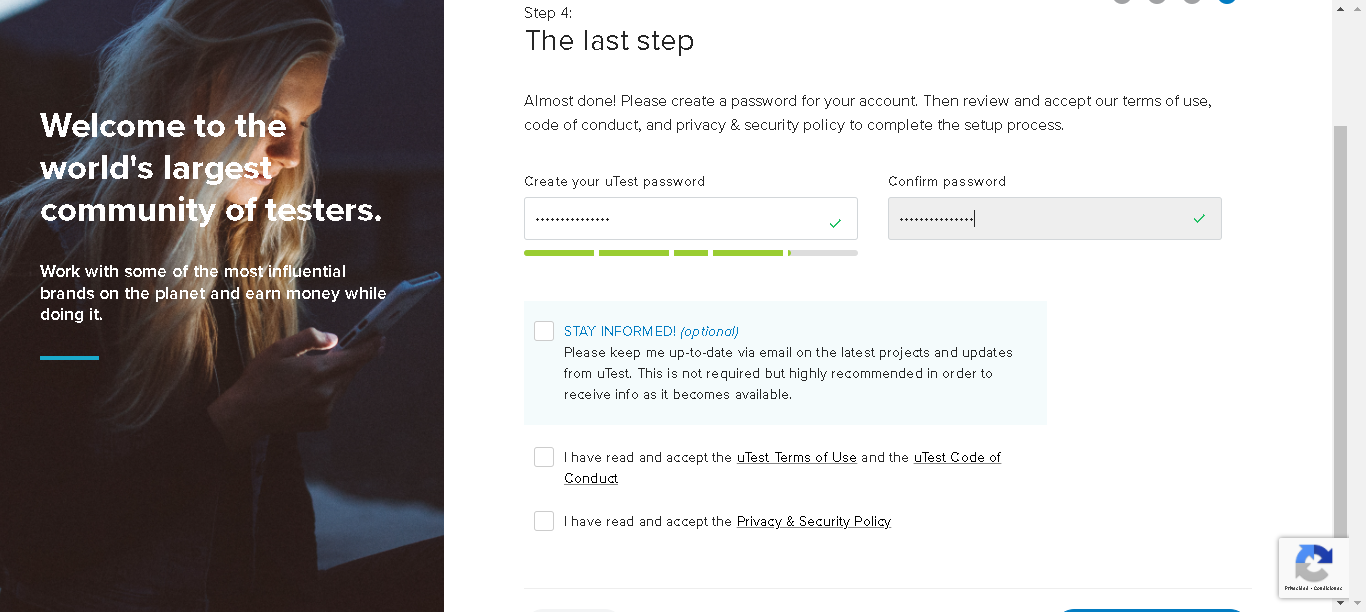 Welcome to the
world's largest
community of testers.
Work with some of the most influential
brands on the planet and earn money while
doing it.
Step 4:
The last step
Almost done! Please create a password for your account. Then review and accept our terms of use,
code of conduct, and privacy & security policy to complete the setup process.
Create your uTest password
Confirm password
STAY INFORMED! (optional)
Please keep me up-to-date via email on the latest projects and updates
from uTest. This is not required but highly recommended in order to
receive info as it becomes available.
I have read and accept the uTest Terms of Use and the uTest Code of
Conduct
I have read and accept the Privacy & Security Policy
Privacidad - Condiciones